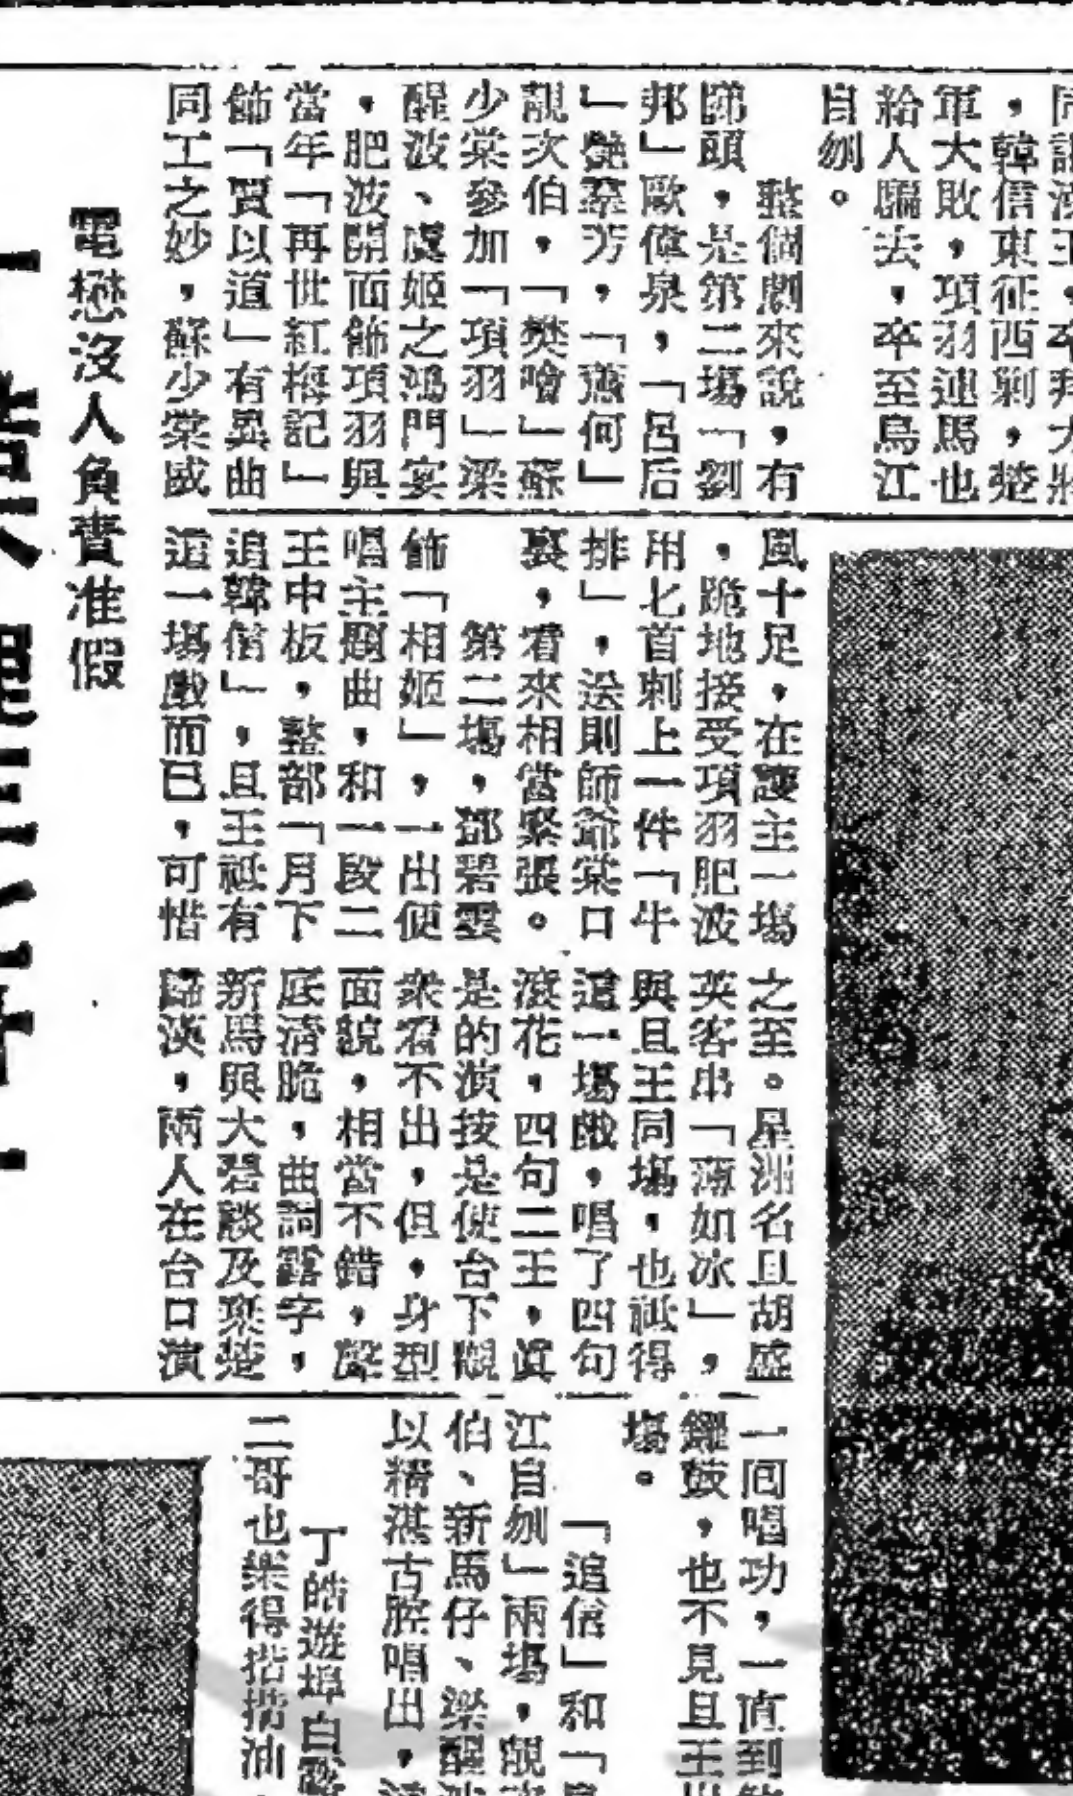 ，韓信東征西剿，楚
軍大敗，項羽連馬也
給人騙去，卒至烏江
自刎。
整個劇來說，有
睇頭，是第二場「劉
邦」歐偉泉，「呂后
」艷羣芳，「蕭何」
靚次伯，「樊噲」蘇
少棠參加「項羽」梁
醒波、虞姬之鴻門宴
，肥波開面飾項羽與
當年「再世紅梅記」
飾「賈以道」有異曲
同工之妙，蘇少棠威
風十足，在護主一場
，跪地接受項羽肥波
用匕首刺上一件「牛
排」，送則師爺棠口
裏，看來相當緊張。
第二場，鄧碧雲
飾「相姬」，一出便
唱主題曲，和一段二
王中板，整部「月下
追韓信」，且王祗有
這一場戲而已，可惜
之至。星洲名旦胡盛
英客串「薄如冰」，
與且王同場，也祗得
這一場戲，唱了四句
滾花，四句二王，眞
是的演技是使台下觀
衆看不出，但，身型
面貌，相當不錯，聲
底清脆，曲詞露字，
新馬與大碧談及棄楚
歸漢，兩人在台口演
一囘唱功，一直到
鑼鼓，也不見且王
場。
「追信」和「
江自刎」兩場，靚
伯、新馬仔、梁醒
以精湛古腔唱出，
丁皓遊埠白
二哥也樂得揩揩油
電懋沒人負責准假